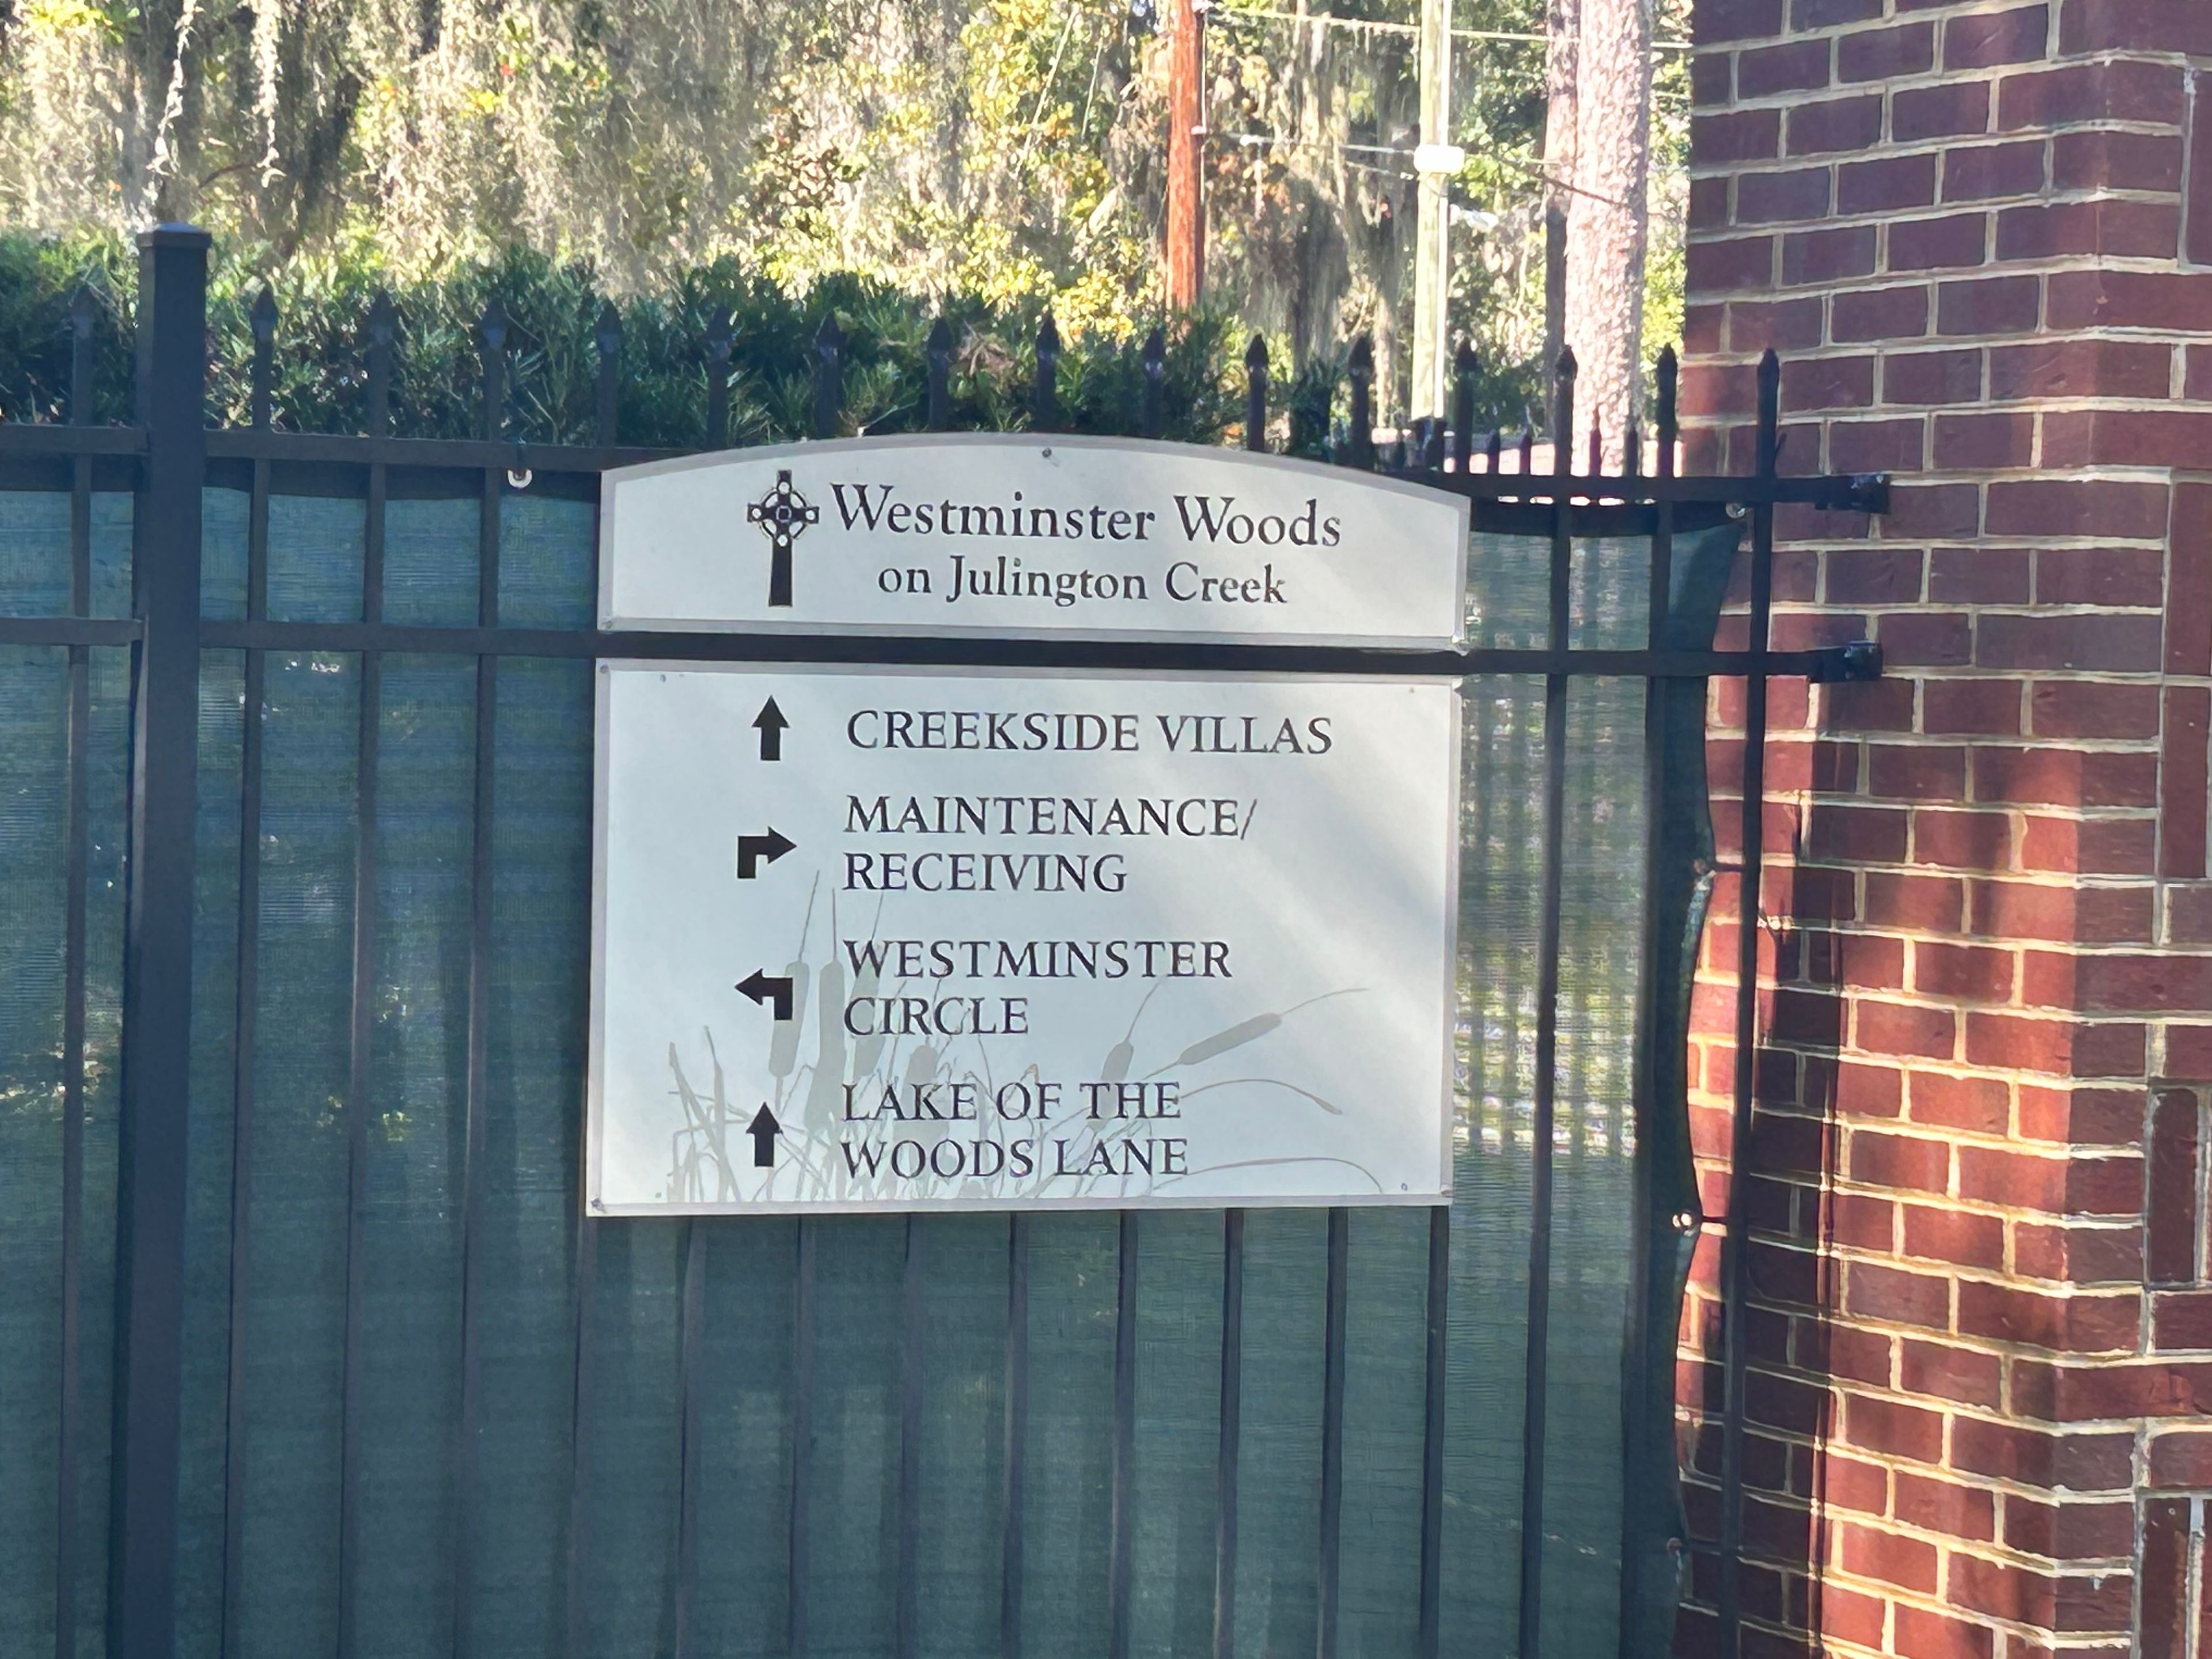 Westminster Woods
on Julington Creek
CREEKSIDE VILLAS
MAINTENANCE/
RECEIVING
WESTMINSTER
CIRCLE
LAKE OF THE
WOODS LANE